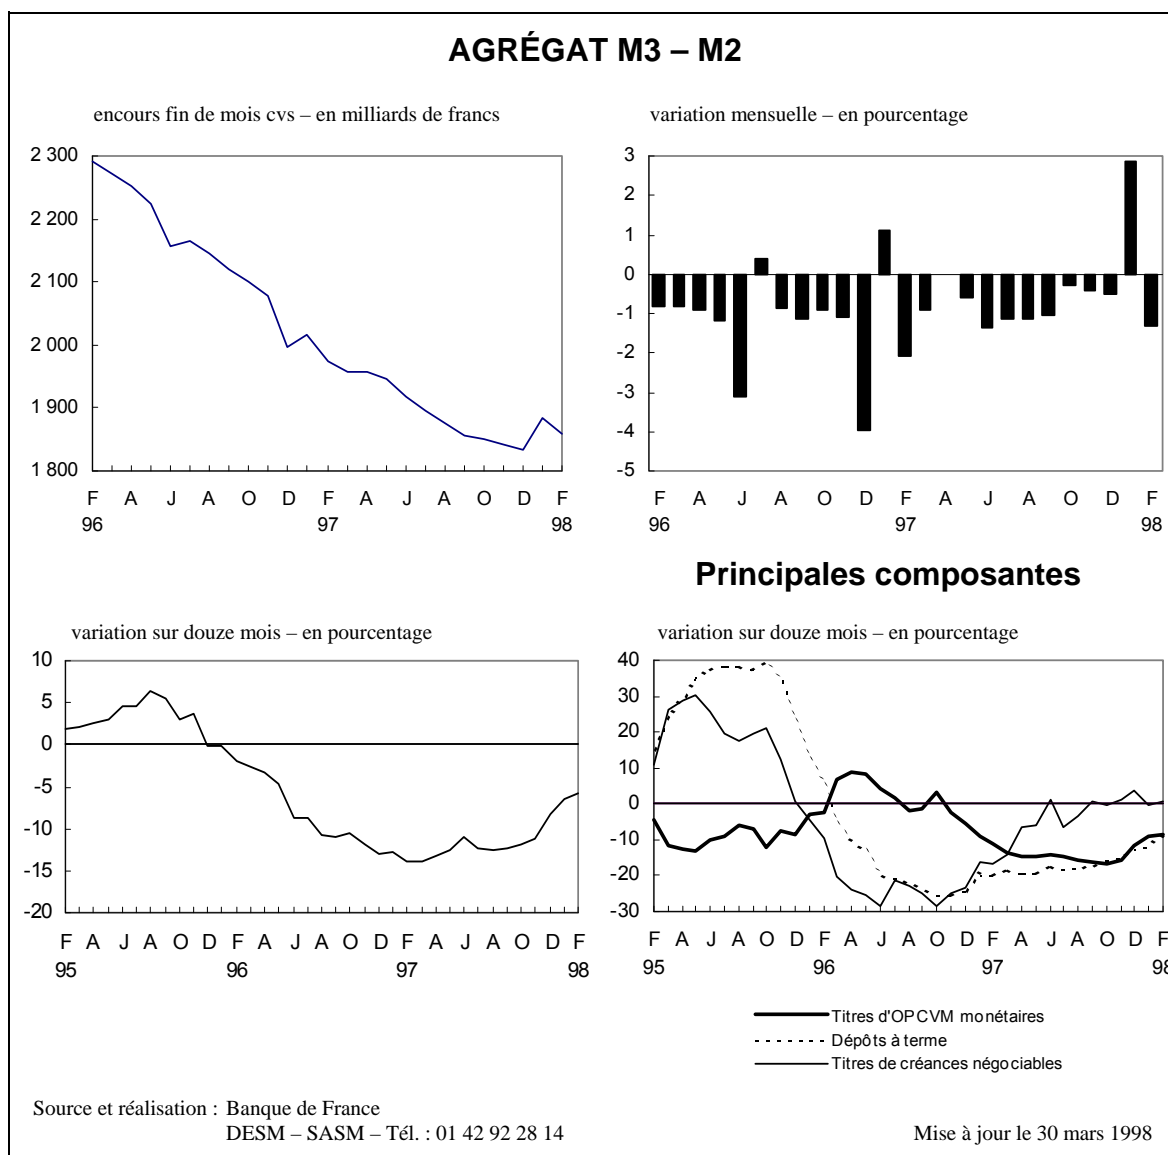 AGRÉGAT M3 – M2
encours fin de mois cvs – en milliards de francs
2 300
2 200
2 100
2 000
1 900
1 800
F A J A O D F A J A O D F
96 97 98
variation mensuelle – en pourcentage
3
2
1
0
-1
-2
-3
-4
-5
F A J A O D F A J A O D F
96 97 98
variation sur douze mois – en pourcentage
10
5
0
-5
-10
-15
-20
F A J A O D F A J A O D F A J A O D F
95 96 97 98
Principales composantes
variation sur douze mois – en pourcentage
40
30
20
10
0
-10
-20
-30
F A J A O D F A J A O D F A J A O D F
95 96 97 98
Titres d'OPCVM monétaires
Dépôts à terme
Titres de créances négociables
Source et réalisation : Banque de France
DESM – SASM – Tél. : 01 42 92 28 14
Mise à jour le 30 mars 1998